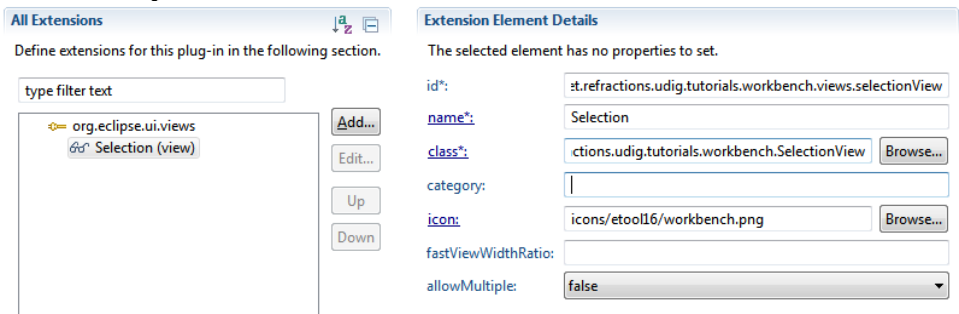 All Extensions
Define extensions for this plug-in in the following section.
type filter text
org.eclipse.ui.views
Selection (view)
Add...
Edit...
Up
Down
Extension Element Details
The selected element has no properties to set.
id*: et.refractions.udig.tutorials.workbench.views.selectionView
name*: Selection
class*: ctions.udig.tutorials.workbench.SelectionView Browse...
category:
icon: icons/etool16/workbench.png Browse...
fastViewWidthRatio:
allowMultiple: false